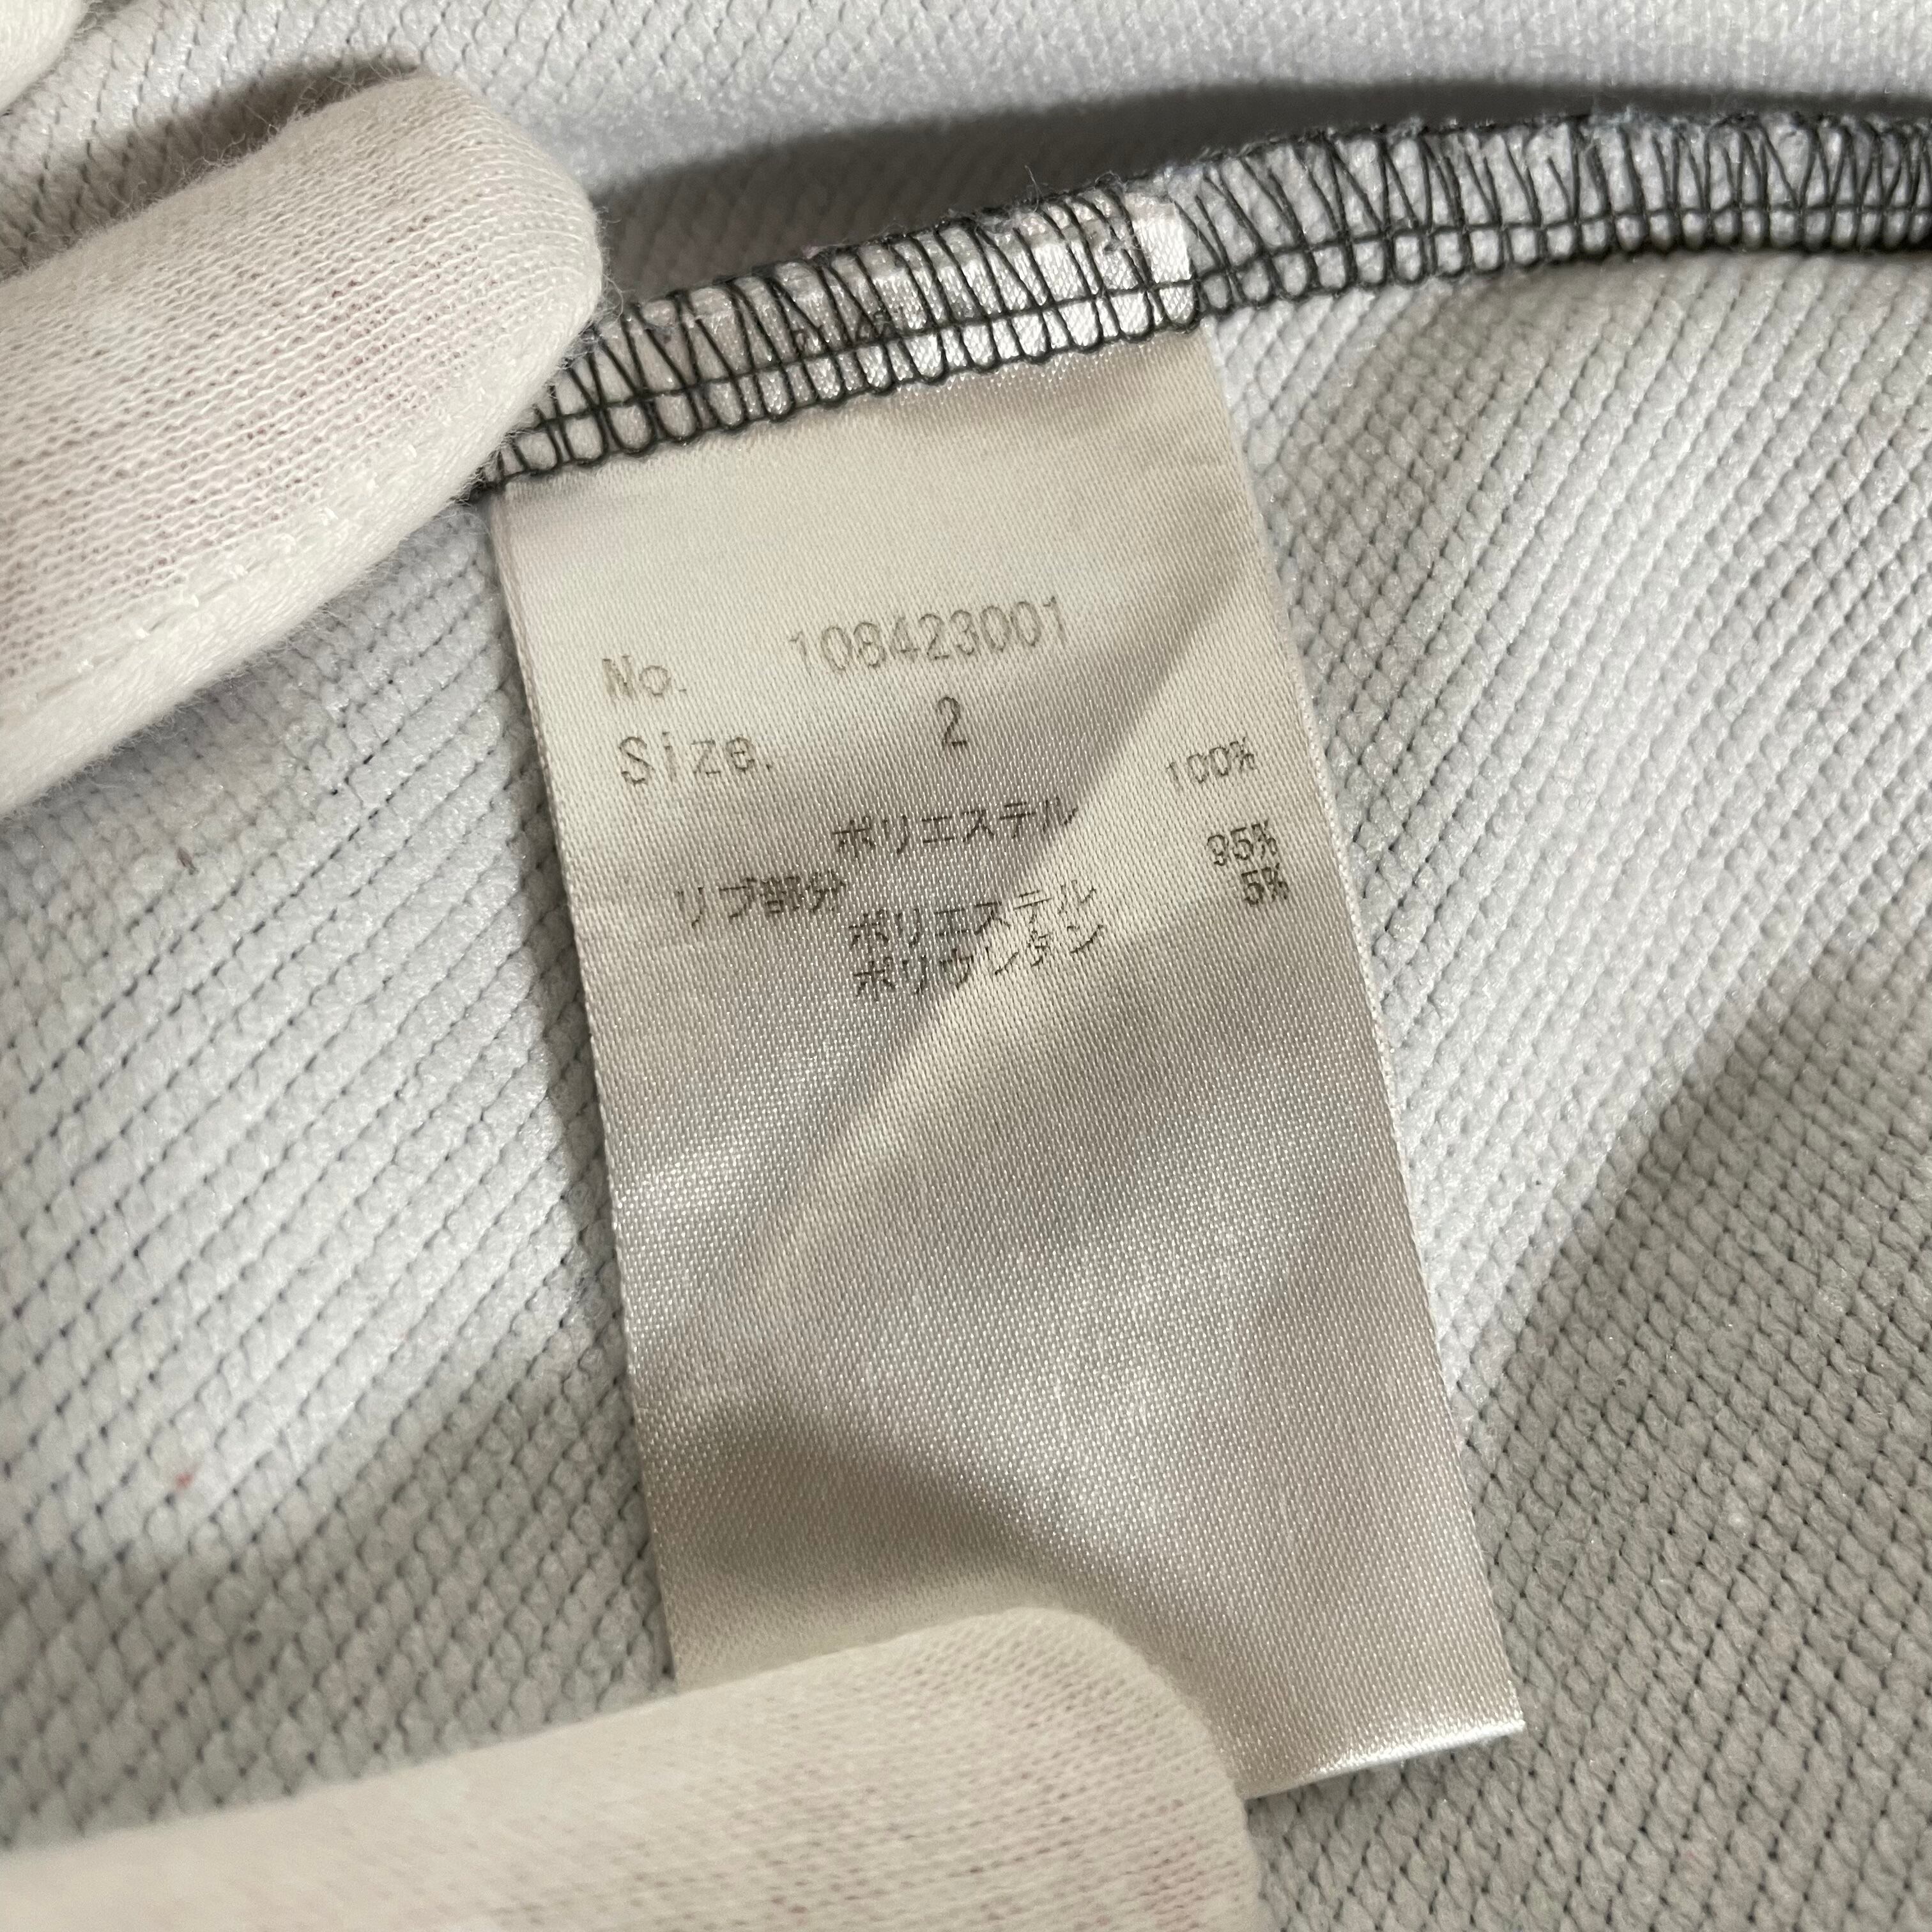 No. 108423001
Size. 2
ポリエステル 100%
リブ部分
ポリエステル 95%
ポリウレタン 5%